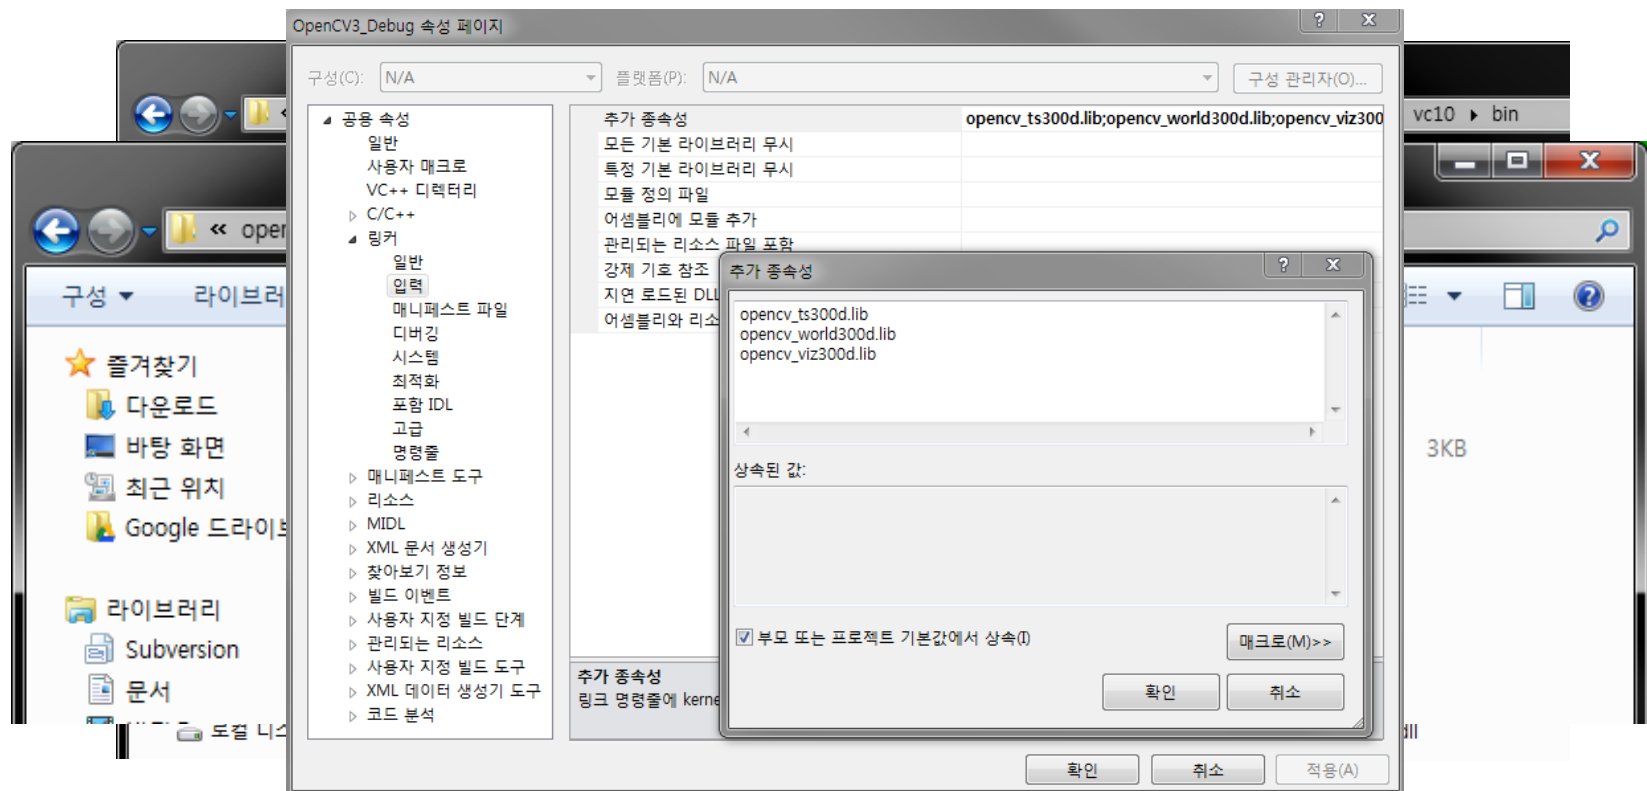 OpenCV3_Debug 속성 페이지
구성(C):
N/A
플랫폼(P):
N/A
구성 관리자(O)...
공용 속성
일반
사용자 매크로
VC++ 디렉터리
C/C++
링커
일반
입력
매니페스트 파일
디버깅
시스템
최적화
포함 IDL
고급
명령줄
매니페스트 도구
리소스
MIDL
XML 문서 생성기
찾아보기 정보
빌드 이벤트
사용자 지정 빌드 단계
관리되는 리소스
사용자 지정 빌드 도구
XML 데이터 생성기 도구
코드 분석
추가 종속성 opencv_ts300d.lib;opencv_world300d.lib;opencv_viz300
모든 기본 라이브러리 무시
특정 기본 라이브러리 무시
모듈 정의 파일
어셈블리에 모듈 추가
관리되는 리소스 파일 포함
강제 기호 참조
지연 로드된 DLL
어셈블리와 리소
추가 종속성
링크 명령줄에 kerne
추가 종속성
opencv_ts300d.lib
opencv_world300d.lib
opencv_viz300d.lib
상속된 값:
부모 또는 프로젝트 기본값에서 상속(I)
매크로(M)>>
확인
취소
확인
취소
적용(A)
vc10 ▸ bin
« oper
구성
라이브러
즐겨찾기
다운로드
바탕 화면
최근 위치
Google 드라이브
라이브러리
Subversion
문서
로컬 디스
3KB
dll